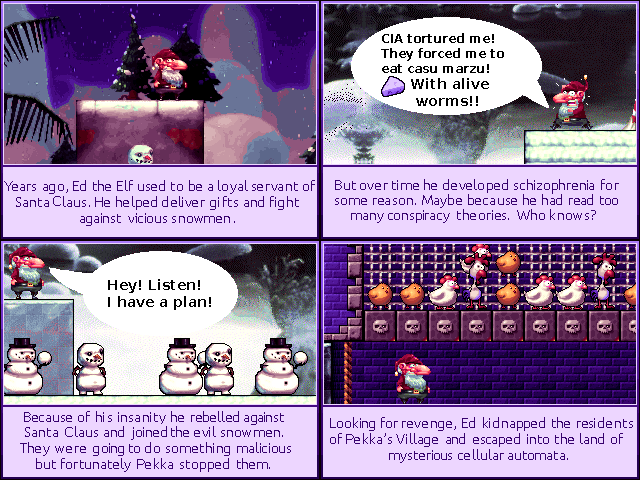 Years ago, Ed the Elf used to be a loyal servant of
Santa Claus. He helped deliver gifts and fight
against vicious snowmen.
CIA tortured me!
They forced me to
eat casu marzu!
With alive
worms!!
But over time he developed schizophrenia for
some reason. Maybe because he had read too
many conspiracy theories. Who knows?
Hey! Listen!
I have a plan!
Because of his insanity he rebelled against
Santa Claus and joined the evil snowmen.
They were going to do something malicious
but fortunately Pekka stopped them.
Looking for revenge, Ed kidnapped the residents
of Pekka's Village and escaped into the land of
mysterious cellular automata.